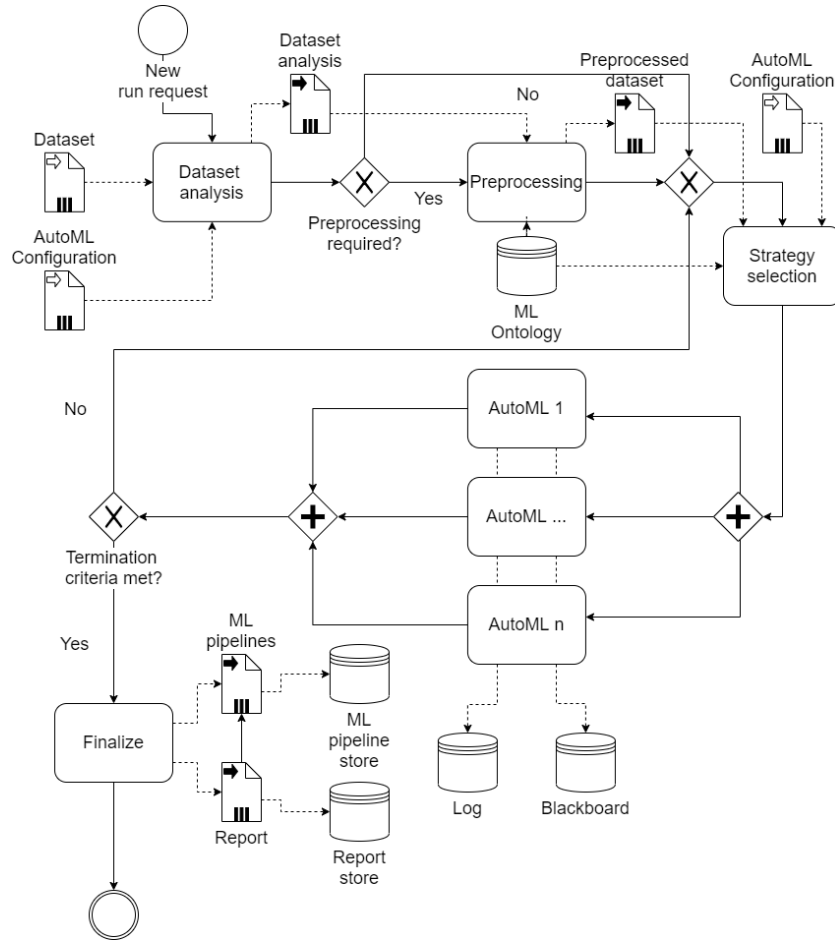 New
run request
Dataset
analysis
Preprocessed
dataset
AutoML
Configuration
No
Dataset
Dataset
analysis
Yes
Preprocessing
Preprocessing
required?
AutoML
Configuration
Strategy
selection
ML
Ontology
No
AutoML 1
AutoML ...
AutoML n
Termination
criteria met?
Yes
ML
pipelines
Finalize
ML
pipeline
store
Report
Report
store
Log
Blackboard